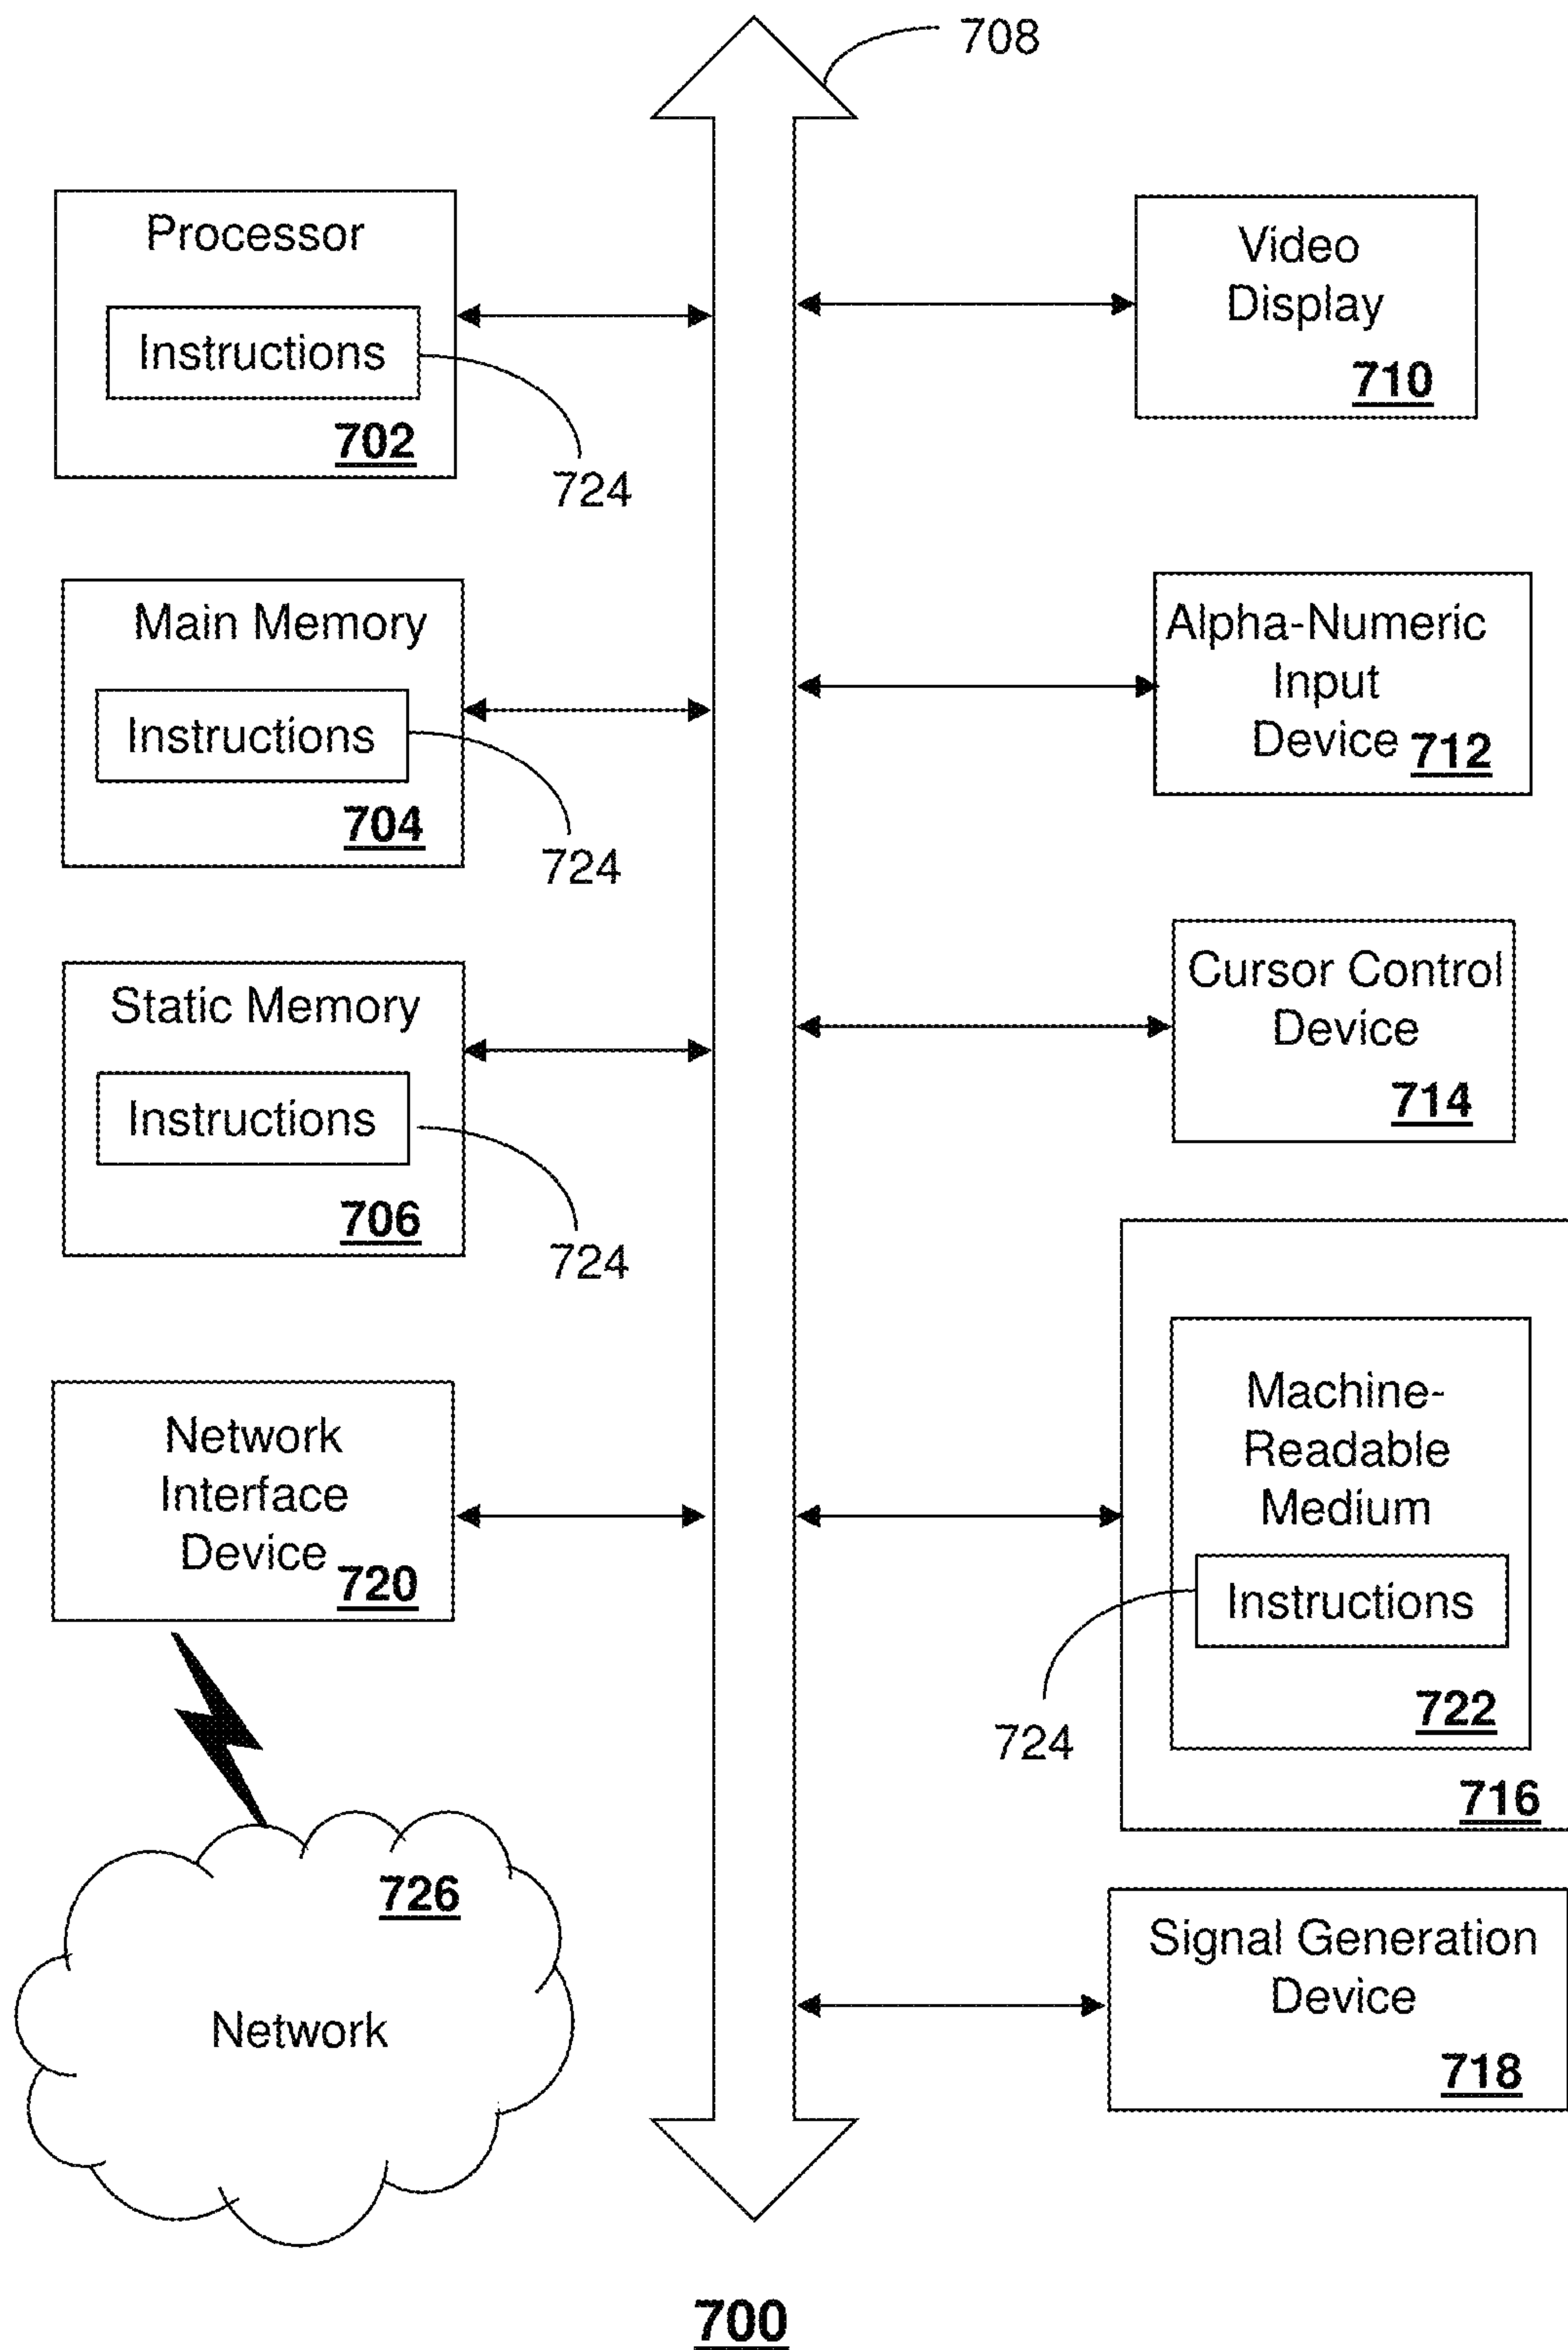 708
Processor
Instructions
702
724
Main Memory
Instructions
704
724
Static Memory
Instructions
706
724
Network
Interface
Device
720
726
Network
Video
Display
710
Alpha-Numeric
Input
Device 712
Cursor Control
Device
714
Machine-
Readable
Medium
Instructions
722
724
716
Signal Generation
Device
718
700